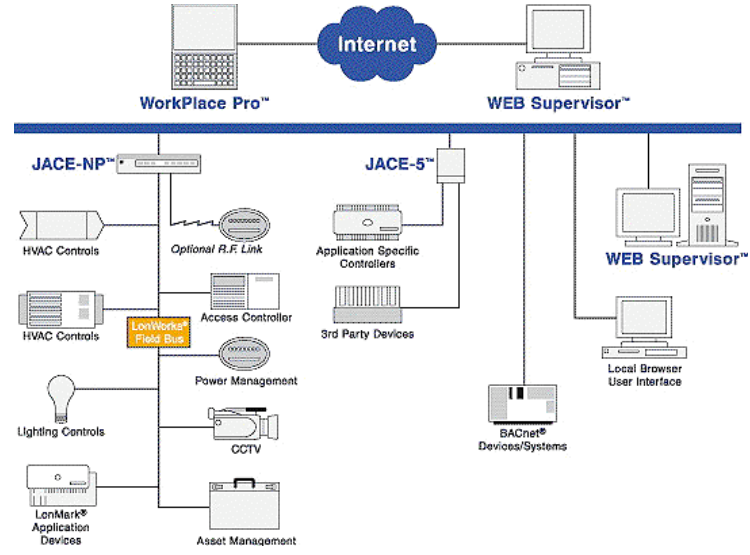 Internet
WorkPlace Pro™
WEB Supervisor™
JACE-NP™
JACE-5™
HVAC Controls
Optional R.F. Link
Application Specific
Controllers
WEB Supervisor™
HVAC Controls
LonWorks®
Field Bus
Access Controller
3rd Party Devices
Power Management
Local Browser
User Interface
Lighting Controls
CCTV
BACnet®
Devices/Systems
LonMark®
Application
Devices
Asset Management